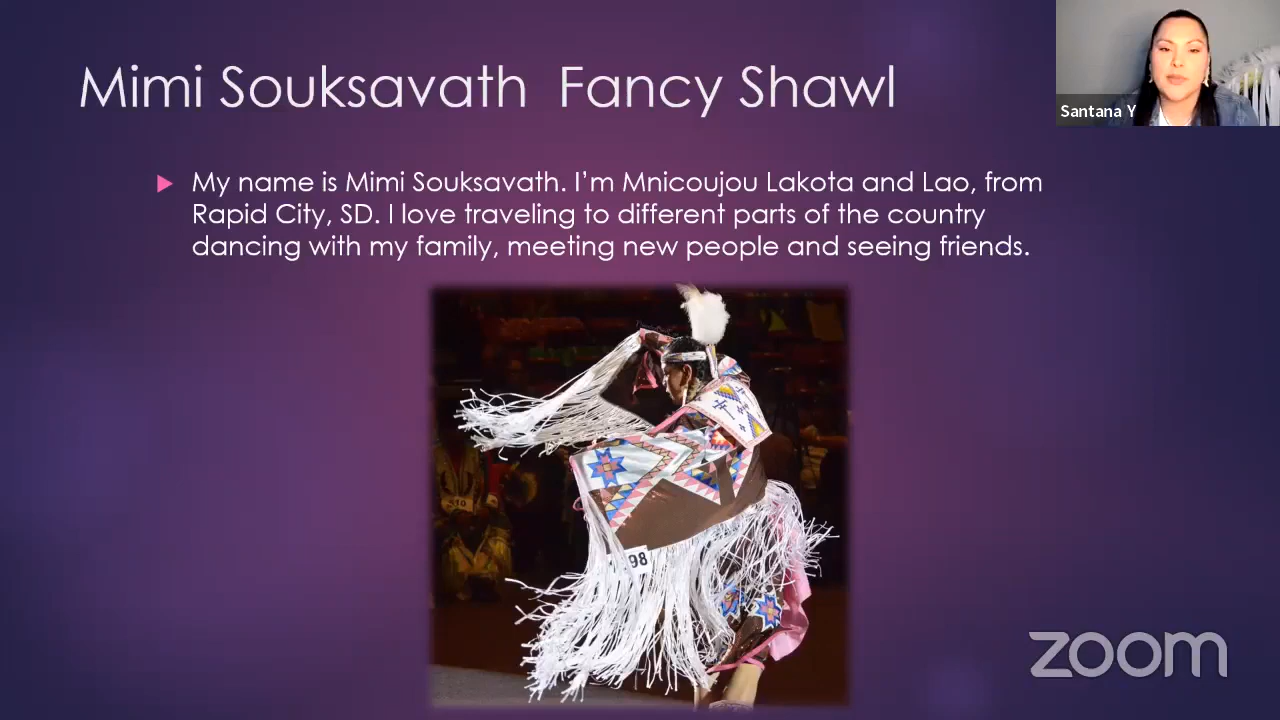 Mimi Souksavath Fancy Shawl
Santana Y
My name is Mimi Souksavath. I'm Mnicoujou Lakota and Lao, from
Rapid City, SD. I love traveling to different parts of the country
dancing with my family, meeting new people and seeing friends.
910
98
zoom